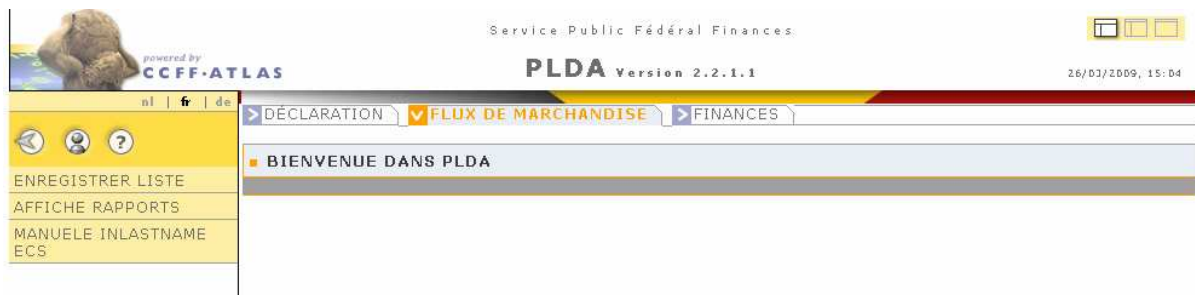 Service Public Fédéral Finances
powered by
CCFF-ATLAS
PLDA Version 2.2.1.1
26/03/2009, 15:04
nl | fr | de
DÉCLARATION
FLUX DE MARCHANDISE
FINANCES
?
BIENVENUE DANS PLDA
ENREGISTRER LISTE
AFFICHE RAPPORTS
MANUELE INLASTNAME
ECS